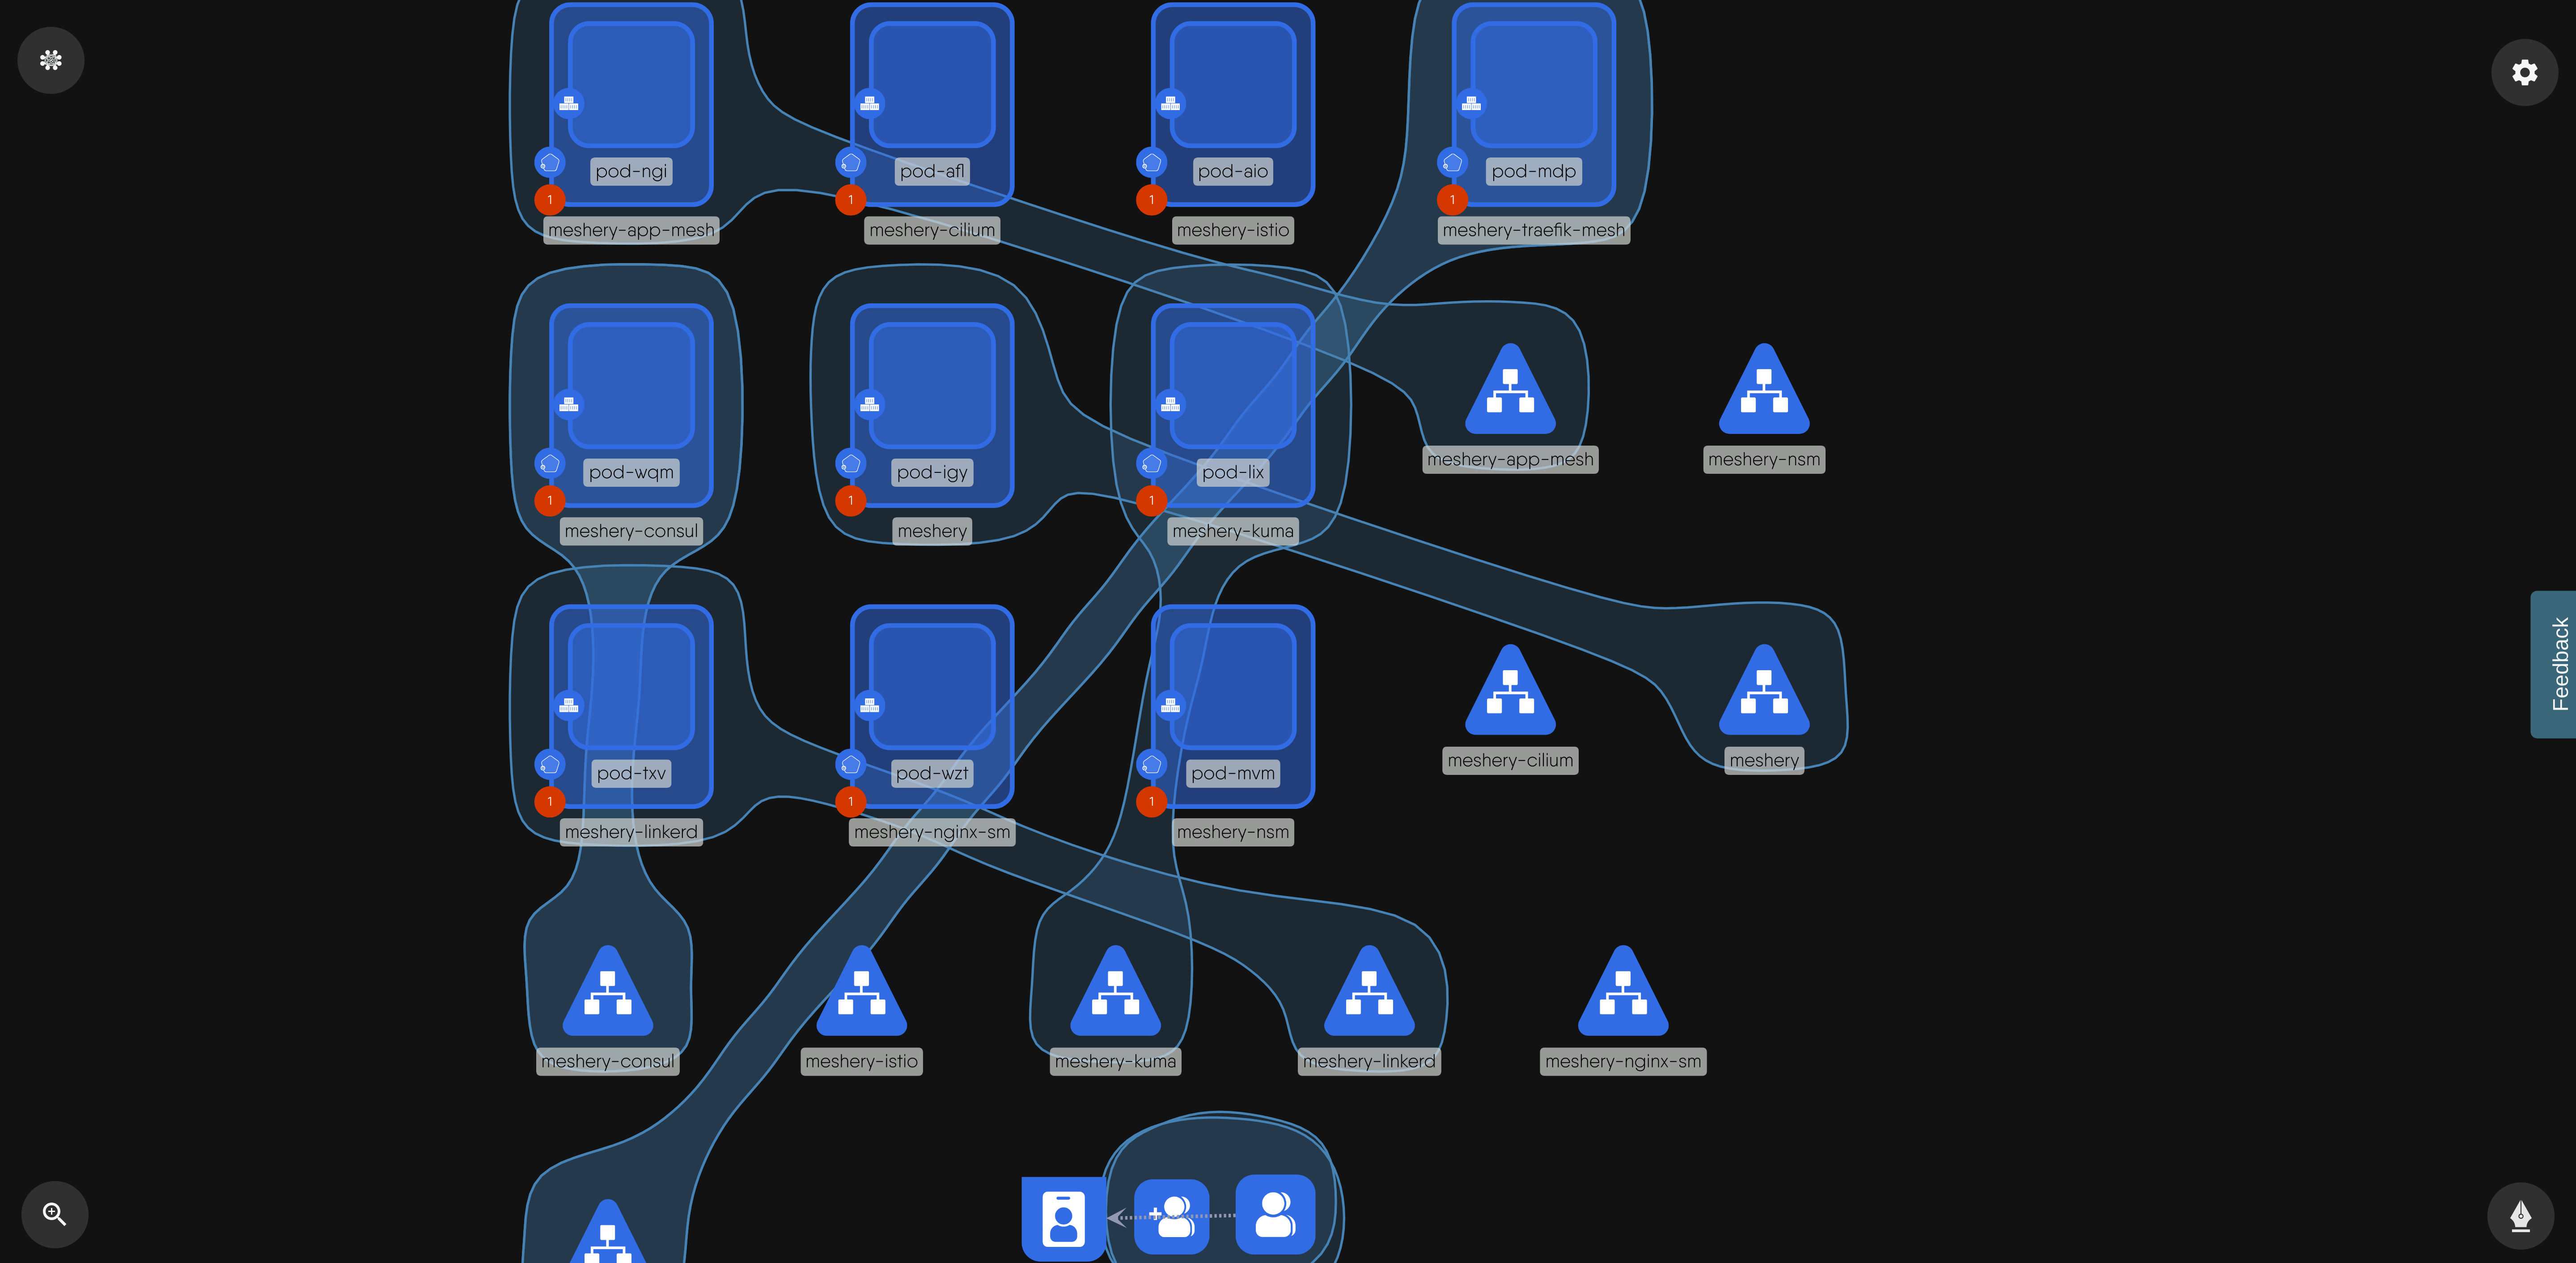 pod-ngi
pod-afl
pod-aio
pod-mdp
1
1
1
1
meshery-app-mesh
meshery-cilium
meshery-istio
meshery-traefik-mesh
pod-wqm
pod-igy
pod-lix
meshery-app-mesh
meshery-nsm
1
1
1
meshery-consul
meshery
meshery-kuma
Feedback
pod-txv
pod-wzt
pod-mvm
meshery-cilium
meshery
1
1
1
meshery-linkerd
meshery-nginx-sm
meshery-nsm
meshery-consul
meshery-istio
meshery-kuma
meshery-linkerd
meshery-nginx-sm